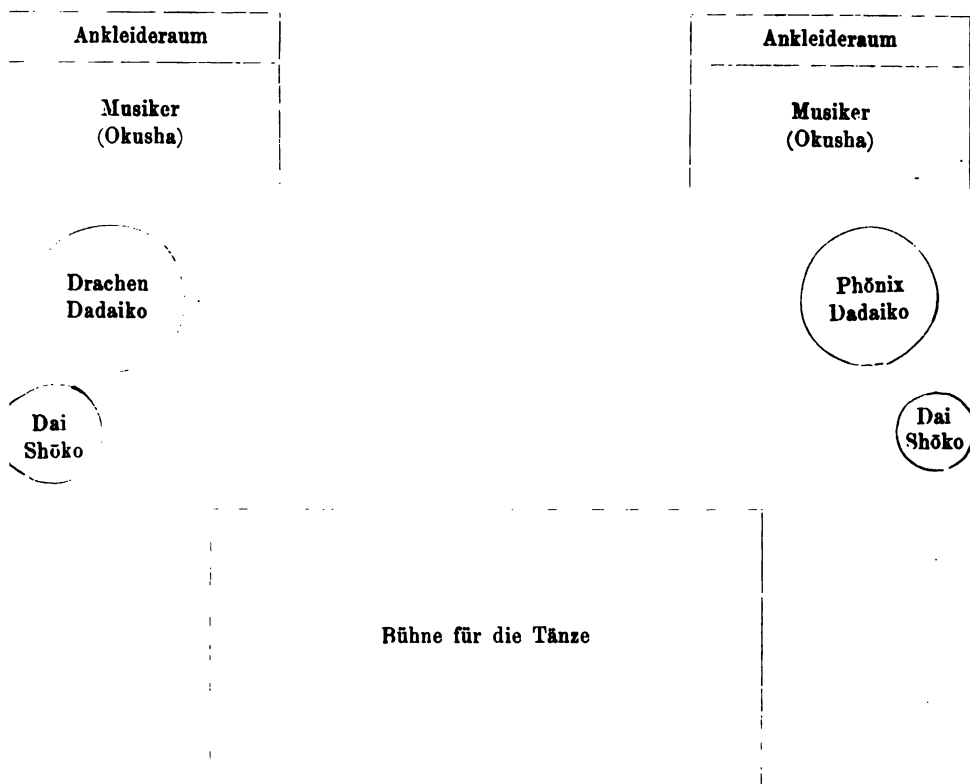 Ankleideraum
Musiker
(Okusha)
Drachen
Dadaiko
Dai
Shōko
Ankleideraum
Musiker
(Okusha)
Phönix
Dadaiko
Dai
Shōko
Bühne für die Tänze